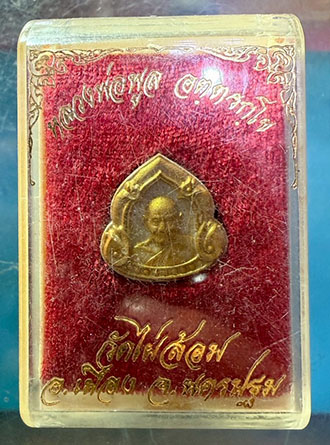 หลวงพ่อพูล อตฺตรกฺโข
วัดไผ่ล้อม
อ.เมือง จ.นครปฐม